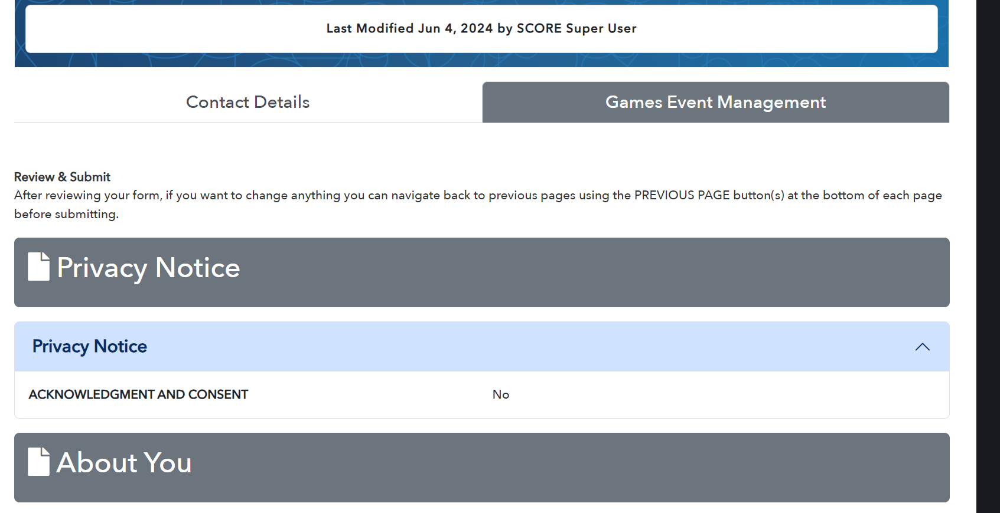 Last Modified Jun 4, 2024 by SCORE Super User
Contact Details
Games Event Management
Review & Submit
After reviewing your form, if you want to change anything you can navigate back to previous pages using the PREVIOUS PAGE button(s) at the bottom of each page
before submitting.
Privacy Notice
Privacy Notice
ACKNOWLEDGMENT AND CONSENT
No
About You